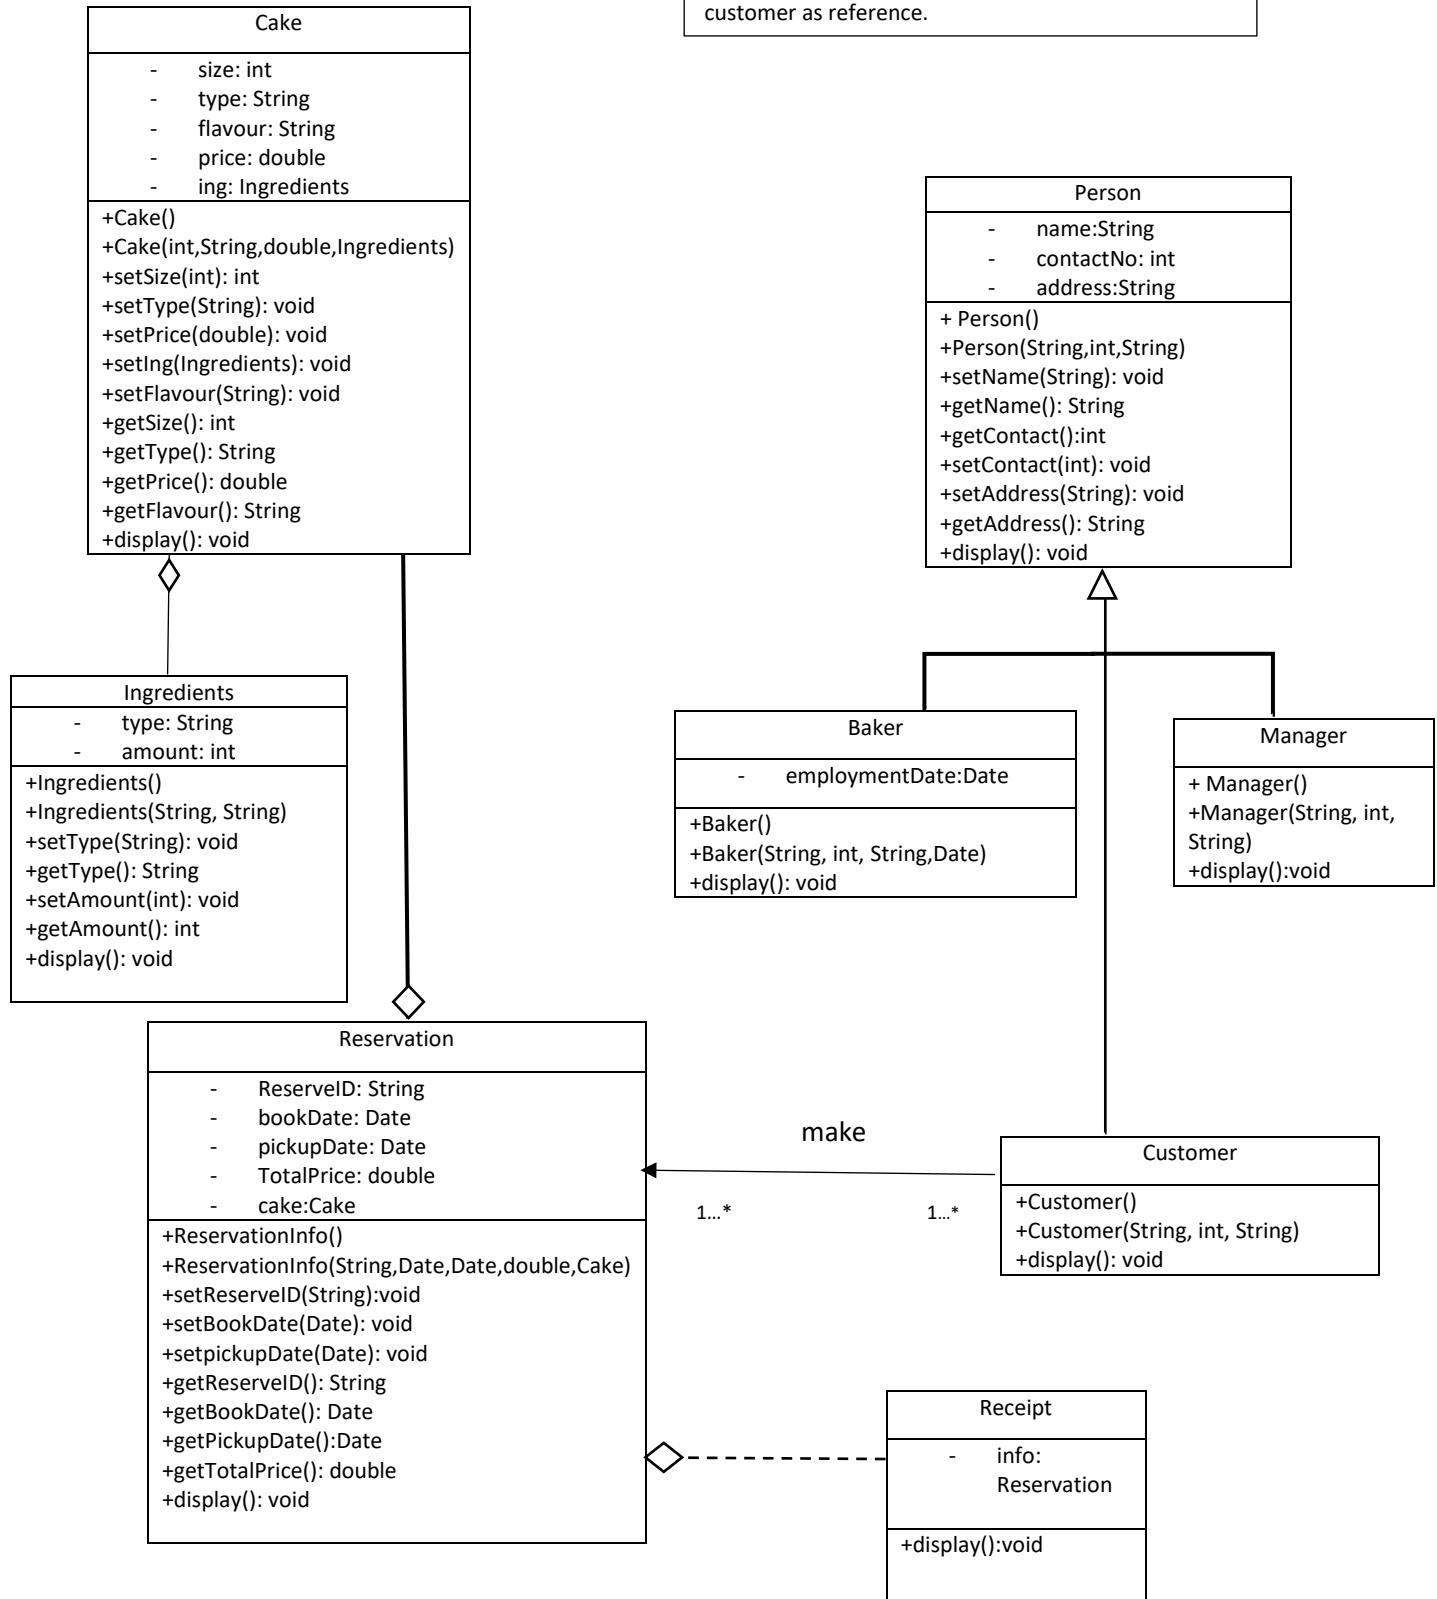 customer as reference.
Cake
- size: int
- type: String
- flavour: String
- price: double
- ing: Ingredients
+Cake()
+Cake(int,String,double,Ingredients)
+setSize(int): int
+setType(String): void
+setPrice(double): void
+setIng(Ingredients): void
+setFlavour(String): void
+getSize(): int
+getType(): String
+getPrice(): double
+getFlavour(): String
+display(): void
Person
- name:String
- contactNo: int
- address:String
+ Person()
+Person(String,int,String)
+setName(String): void
+getName(): String
+getContact():int
+setContact(int): void
+setAddress(String): void
+getAddress(): String
+display(): void
Ingredients
- type: String
- amount: int
+Ingredients()
+Ingredients(String, String)
+setType(String): void
+getType(): String
+setAmount(int): void
+getAmount(): int
+display(): void
Baker
- employmentDate:Date
+Baker()
+Baker(String, int, String,Date)
+display(): void
Manager
+ Manager()
+Manager(String, int,
String)
+display():void
Reservation
- ReserveID: String
- bookDate: Date
- pickupDate: Date
- TotalPrice: double
- cake:Cake
+ReservationInfo()
+ReservationInfo(String,Date,Date,double,Cake)
+setReserveID(String):void
+setBookDate(Date): void
+setpickupDate(Date): void
+getReserveID(): String
+getBookDate(): Date
+getPickupDate():Date
+getTotalPrice(): double
+display(): void
make
1...*
1...*
Customer
+Customer()
+Customer(String, int, String)
+display(): void
Receipt
- info:
Reservation
+display():void